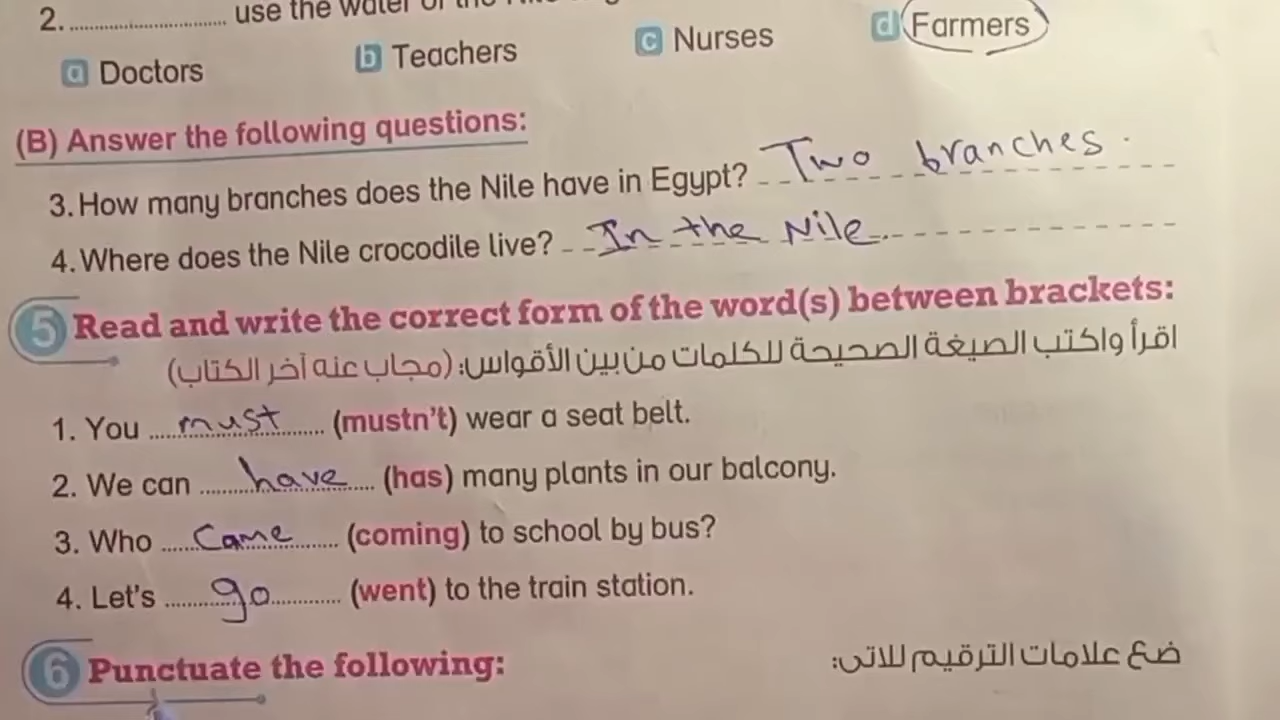 2. ............ use the water of the Nile
a Doctors b Teachers c Nurses d Farmers
(B) Answer the following questions:
3. How many branches does the Nile have in Egypt? Two branches.
4. Where does the Nile crocodile live? In the Nile.
5 Read and write the correct form of the word(s) between brackets:
اقرأ واكتب الصيغة الصحيحة للكلمات من بين الأقواس: (مجاب عنه آخر الكتاب)
1. You must (mustn't) wear a seat belt.
2. We can have (has) many plants in our balcony.
3. Who came (coming) to school by bus?
4. Let's go (went) to the train station.
6 Punctuate the following:
ضع علامات الترقيم للاتى: